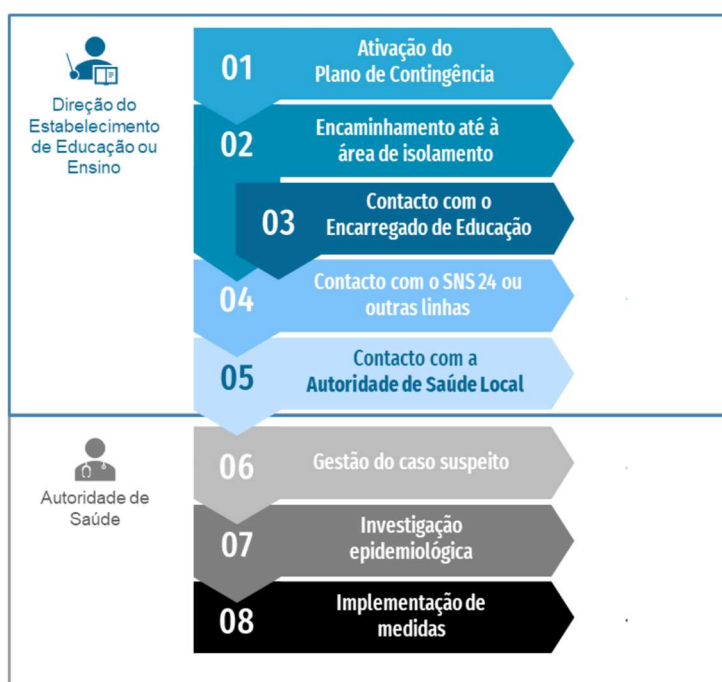 Direção do
Estabelecimento
de Educação ou
Ensino
01
Ativação do
Plano de Contingência
02
Encaminhamento até à
área de isolamento
03
Contacto com o
Encarregado de Educação
04
Contacto com o SNS 24 ou
outras linhas
05
Contacto com a
Autoridade de Saúde Local
Autoridade de
Saúde
06
Gestão do caso suspeito
07
Investigação
epidemiológica
08
Implementação de
medidas